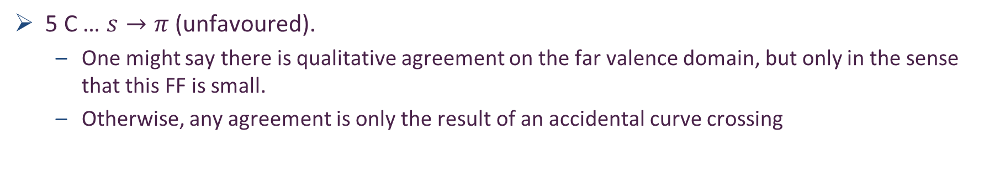 ➢ 5 C … s → π (unfavoured).
– One might say there is qualitative agreement on the far valence domain, but only in the sense
that this FF is small.
– Otherwise, any agreement is only the result of an accidental curve crossing